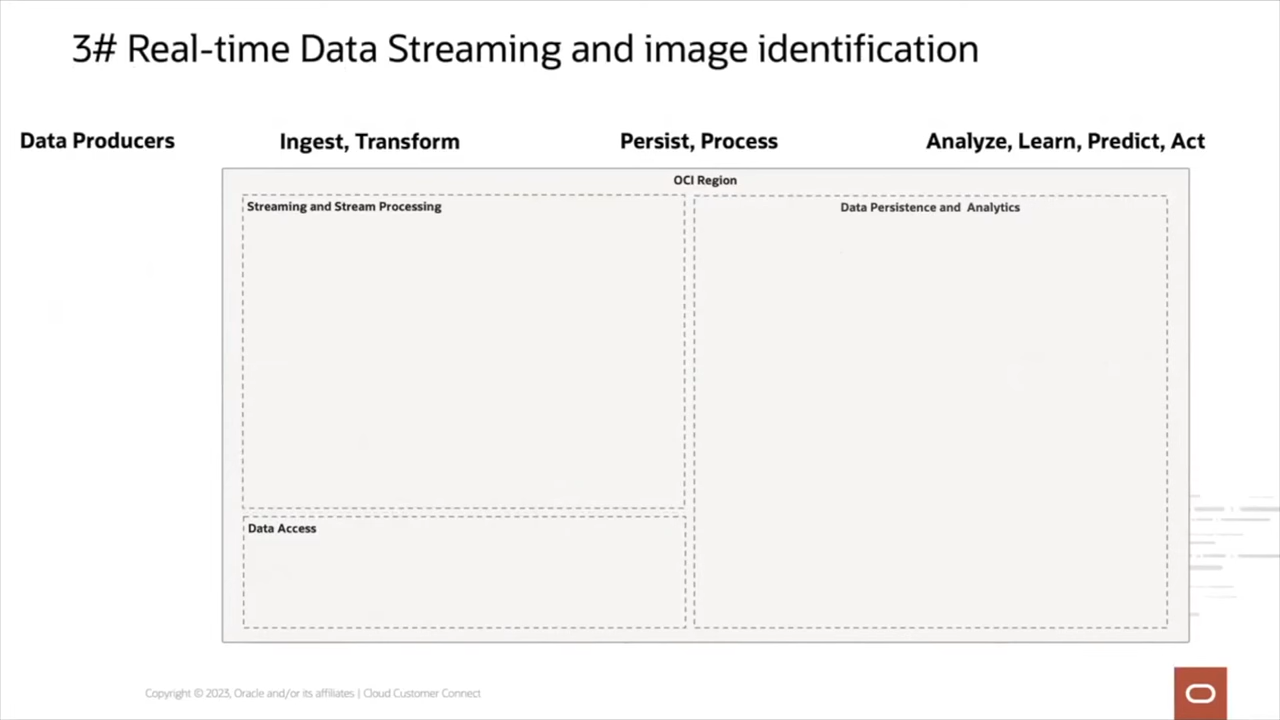 3# Real-time Data Streaming and image identification
Data Producers
Ingest, Transform
Persist, Process
Analyze, Learn, Predict, Act
OCI Region
Streaming and Stream Processing
Data Persistence and Analytics
Data Access
Copyright © 2023, Oracle and/or its affiliates | Cloud Customer Connect